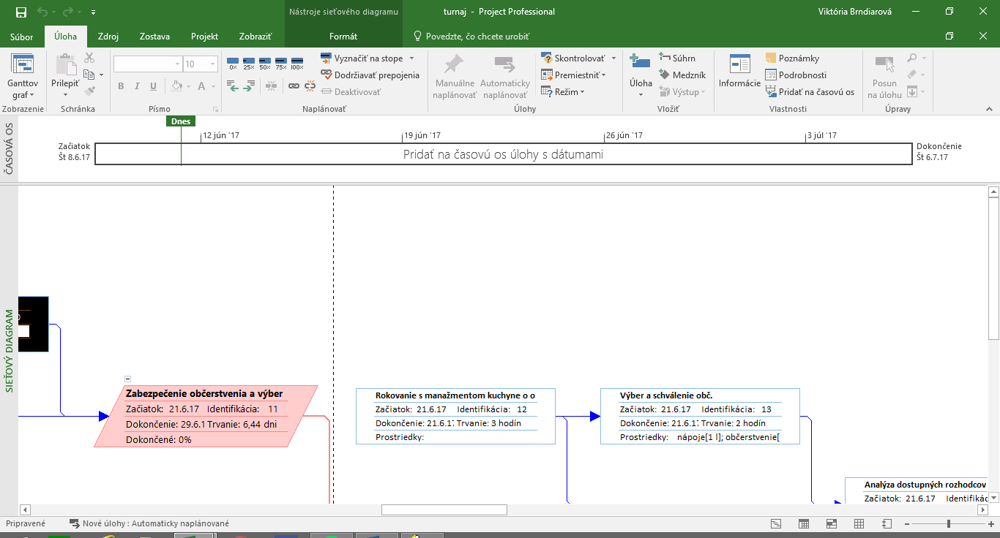 Nástroje sieťového diagramu
turnaj - Project Professional
Viktória Brndiarová
Súbor
Úloha
Zdroj
Zostava
Projekt
Zobraziť
Formát
Povedzte, čo chcete urobiť
Ganttov
graf
Zobrazenie
Prilepiť
Schránka
10
B I U
A
Písmo
0% 25% 50% 75% 100%
Vyznačiť na stope
Dodržiavať prepojenia
Deaktivovať
Naplánovať
Manuálne
naplánovať
Automaticky
naplánovať
Skontrolovať
Premiestniť
Režim
Úlohy
Úloha
Súhrn
Medzník
Výstup
Vložiť
Informácie
Poznámky
Podrobnosti
Pridať na časovú os
Vlastnosti
Posun
na úlohu
Úpravy
ČASOVÁ OS
Dnes
12 jún '17
19 jún '17
26 jún '17
3 júl '17
Začiatok
Št 8.6.17
Pridať na časovú os úlohy s dátumami
Dokončenie
Št 6.7.17
SIEŤOVÝ DIAGRAM
Zabezpečenie občerstvenia a výber
Začiatok: 21.6.17 Identifikácia: 11
Dokončenie: 29.6.1 Trvanie: 6,44 dni
Dokončené: 0%
Rokovanie s manažmentom kuchyne o o
Začiatok: 21.6.17 Identifikácia: 12
Dokončenie: 21.6.1 Trvanie: 3 hodín
Prostriedky:
Výber a schválenie obč.
Začiatok: 21.6.17 Identifikácia: 13
Dokončenie: 21.6.1 Trvanie: 2 hodín
Prostriedky: nápoje[1 l]; občerstvenie[
Analýza dostupných rozhodcov
Začiatok: 21.6.17 Identifikác
Pripravené
Nové úlohy : Automaticky naplánované